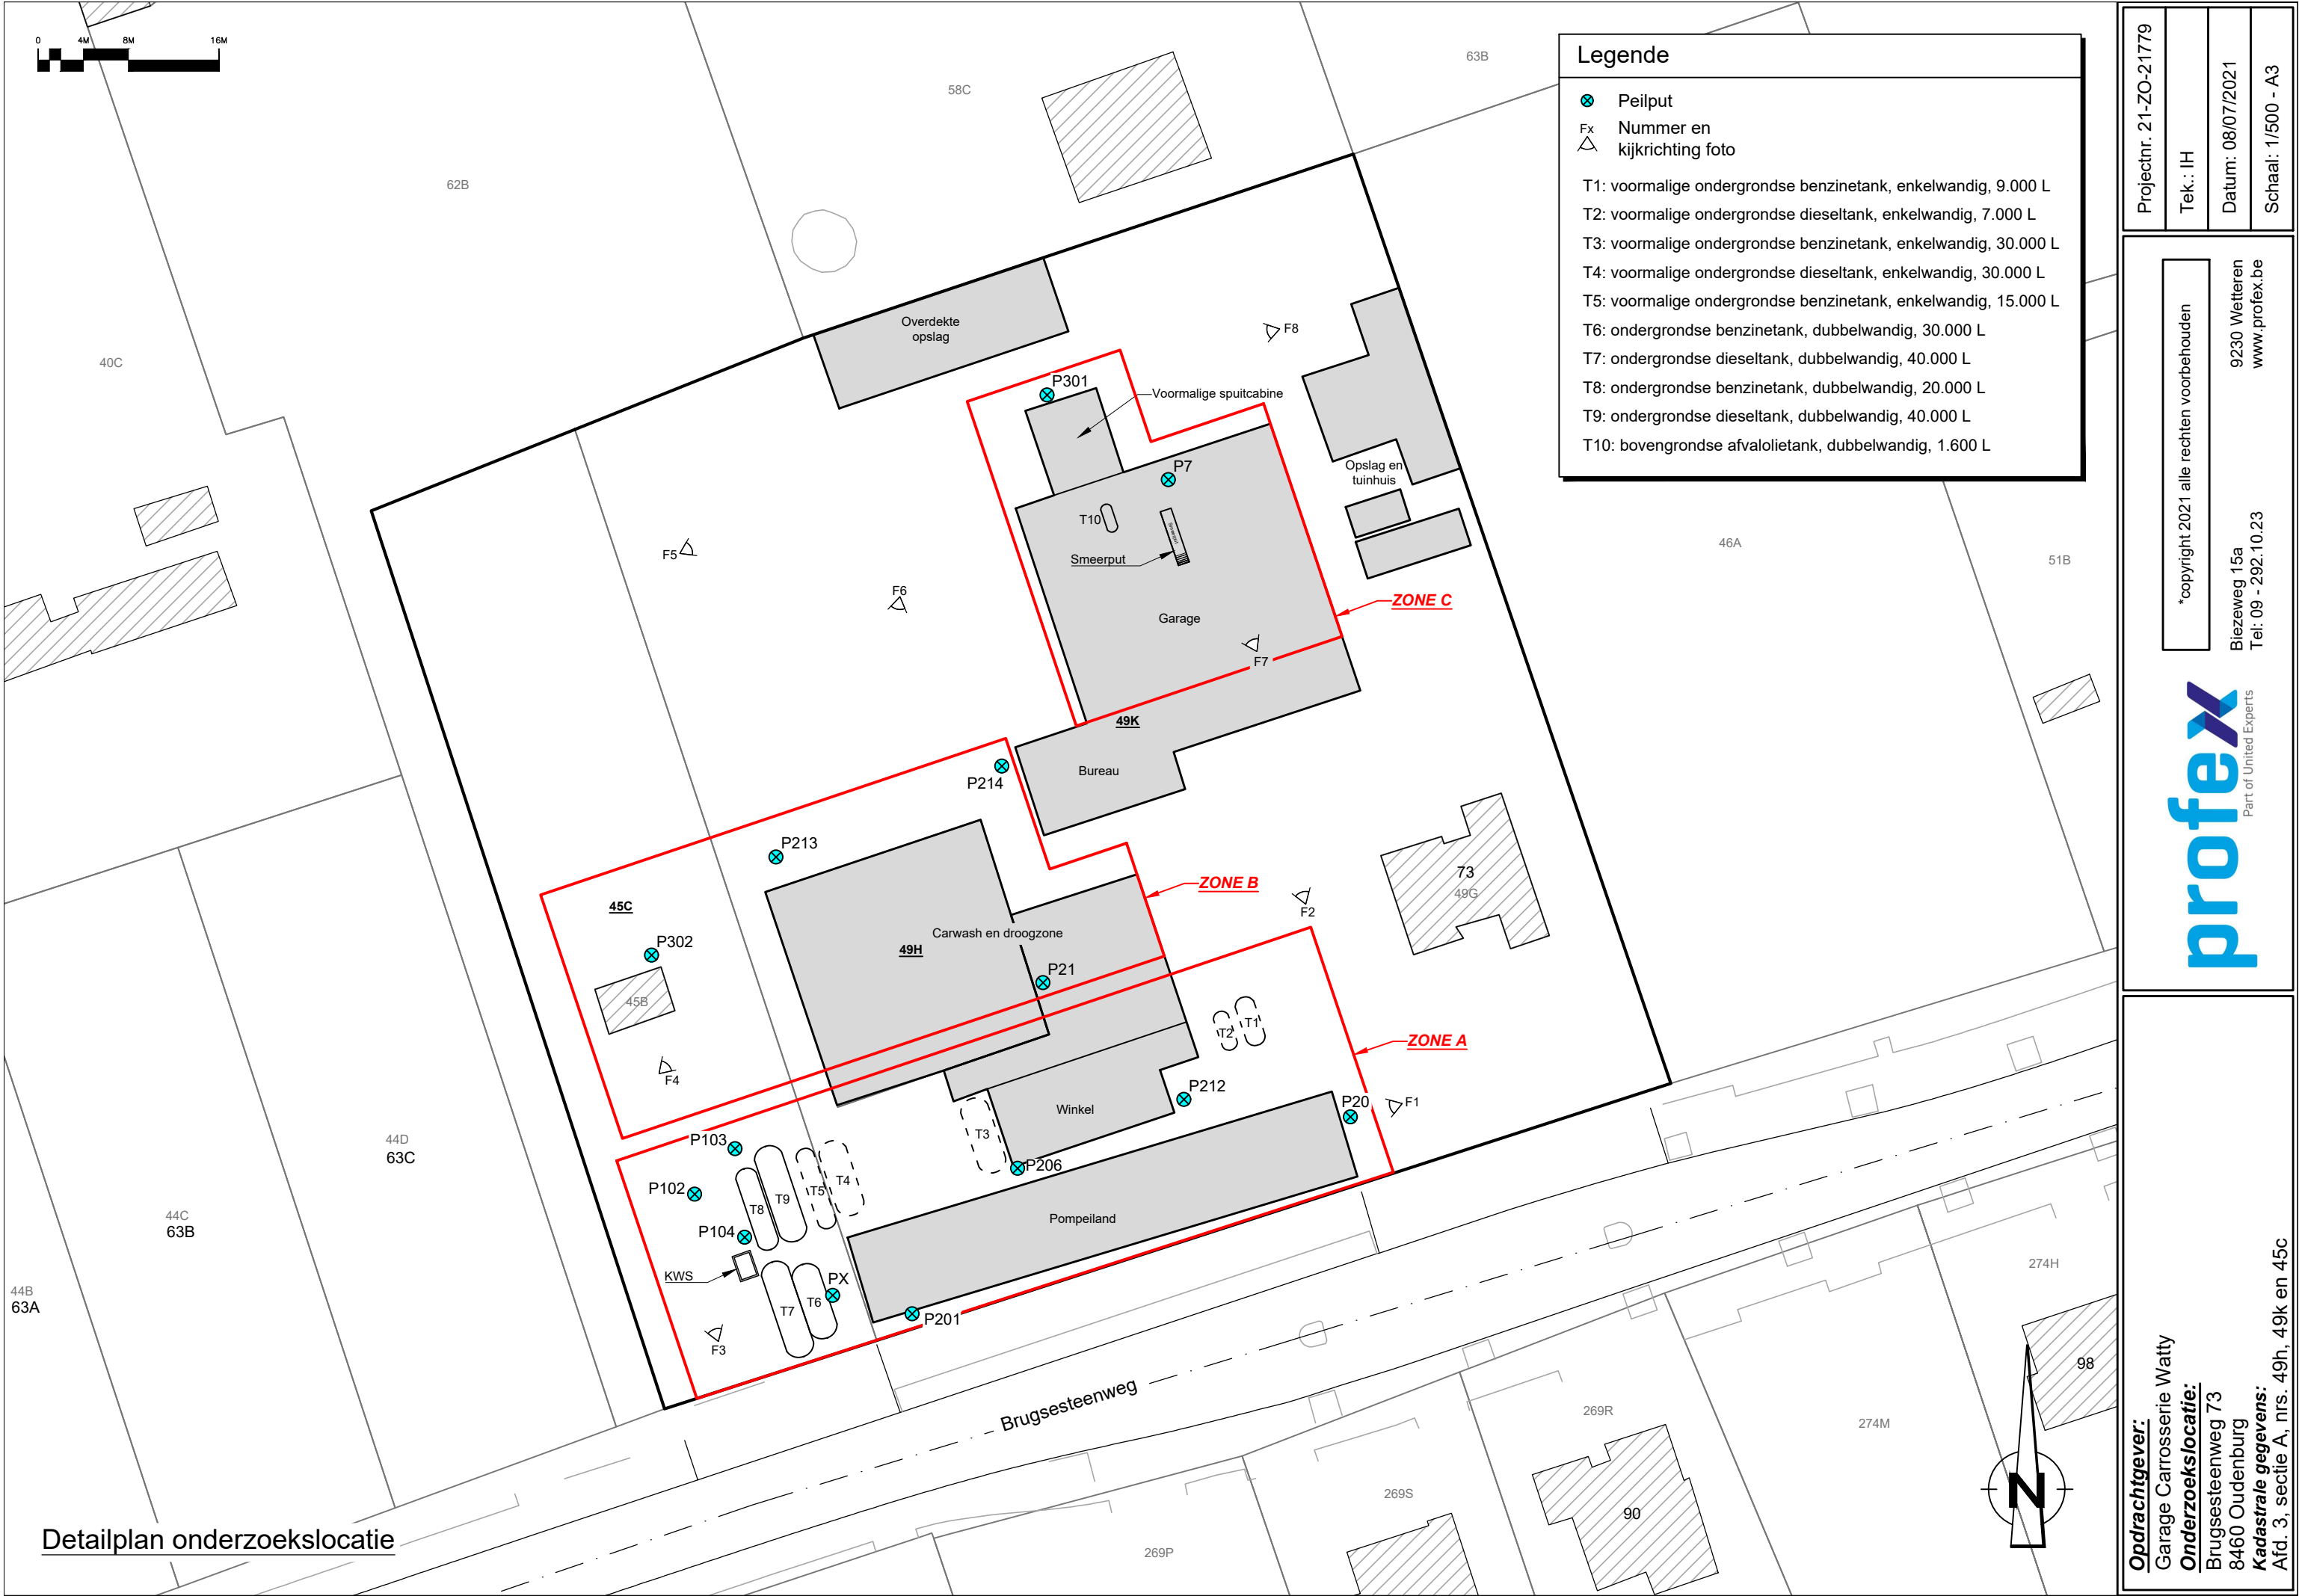 0 4M 8M 16M
58C
63B
62B
40C
Legende
Peilput
Fx Nummer en
kijkrichting foto
T1: voormalige ondergrondse benzinetank, enkelwandig, 9.000 L
T2: voormalige ondergrondse dieseltank, enkelwandig, 7.000 L
T3: voormalige ondergrondse benzinetank, enkelwandig, 30.000 L
T4: voormalige ondergrondse dieseltank, enkelwandig, 30.000 L
T5: voormalige ondergrondse benzinetank, enkelwandig, 15.000 L
T6: ondergrondse benzinetank, dubbelwandig, 30.000 L
T7: ondergrondse dieseltank, dubbelwandig, 40.000 L
T8: ondergrondse benzinetank, dubbelwandig, 20.000 L
T9: ondergrondse dieseltank, dubbelwandig, 40.000 L
T10: bovengrondse afvalolietank, dubbelwandig, 1.600 L
Overdekte
opslag
F8
P301
Voormalige spuitcabine
P7
Opslag en
tuinhuis
T10
Smeerput
Smeerput
F5
F6
46A
51B
ZONE C
Garage
F7
49K
Bureau
P214
P213
73
49G
ZONE B
45C
F2
Carwash en droogzone
49H
P302
P21
45B
T2
T1
ZONE A
F4
P212
Winkel
P20
F1
T3
P103
P206
44D
63C
P102
T9
T5
T4
T8
44C
63B
P104
Pompeiland
KWS
PX
T7
T6
P201
F3
44B
63A
274H
98
Brugsesteenweg
269R
274M
269S
90
269P
N
Detailplan onderzoekslocatie
Projectnr. 21-ZO-21779
Tek.: IH
Datum: 08/07/2021
Schaal: 1/500 - A3
*copyright 2021 alle rechten voorbehouden
Biezeweg 15a 9230 Wetteren
Tel: 09 - 292.10.23 www.profex.be
profex
Part of United Experts
Opdrachtgever:
Garage Carrosserie Watty
Onderzoekslocatie:
Brugsesteenweg 73
8460 Oudenburg
Kadastrale gegevens:
Afd. 3, sectie A, nrs. 49h, 49k en 45c